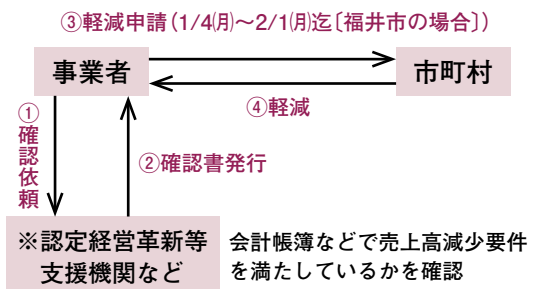 ③軽減申請(1/4㈪～2/1㈪迄〔福井市の場合〕)
事業者
市町村
④軽減
①確認依頼
②確認書発行
※認定経営革新等
支援機関など
会計帳簿などで売上高減少要件
を満たしているかを確認